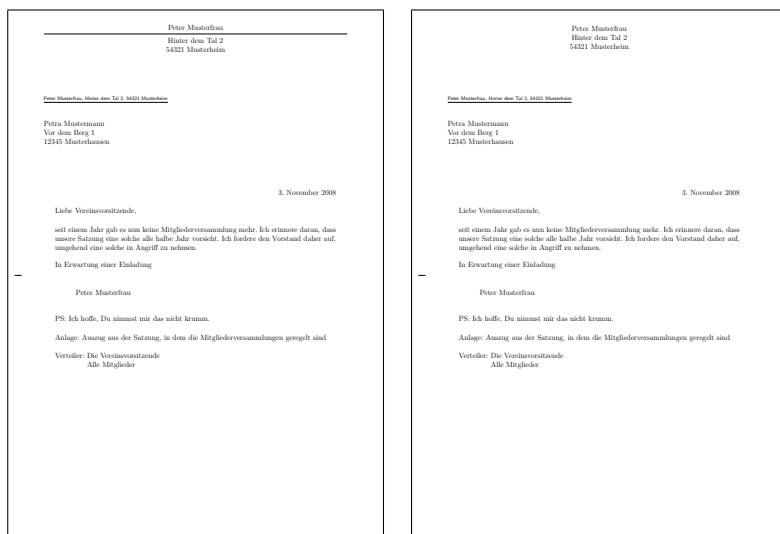 Peter Musterfrau
Hinter dem Tal 2
54321 Musterheim
Peter Musterfrau, Hinter dem Tal 2, 54321 Musterheim
Petra Mustermann
Vor dem Berg 1
12345 Musterhausen
3. November 2008
Liebe Vereinsvorsitzende,
seit einem Jahr gab es nun keine Mitgliederversammlung mehr. Ich erinnere daran, dass
unsere Satzung eine solche alle halbe Jahr vorsieht. Ich fordere den Vorstand daher auf,
umgehend eine solche in Angriff zu nehmen.
In Erwartung einer Einladung
Peter Musterfrau
PS: Ich hoffe, Du nimmst mir das nicht krumm.
Anlage: Auszug aus der Satzung, in dem die Mitgliederversammlungen geregelt sind
Verteiler: Die Vereinsvorsitzende
Alle Mitglieder
Peter Musterfrau
Hinter dem Tal 2
54321 Musterheim
Peter Musterfrau, Hinter dem Tal 2, 54321 Musterheim
Petra Mustermann
Vor dem Berg 1
12345 Musterhausen
3. November 2008
Liebe Vereinsvorsitzende,
seit einem Jahr gab es nun keine Mitgliederversammlung mehr. Ich erinnere daran, dass
unsere Satzung eine solche alle halbe Jahr vorsieht. Ich fordere den Vorstand daher auf,
umgehend eine solche in Angriff zu nehmen.
In Erwartung einer Einladung
Peter Musterfrau
PS: Ich hoffe, Du nimmst mir das nicht krumm.
Anlage: Auszug aus der Satzung, in dem die Mitgliederversammlungen geregelt sind
Verteiler: Die Vereinsvorsitzende
Alle Mitglieder